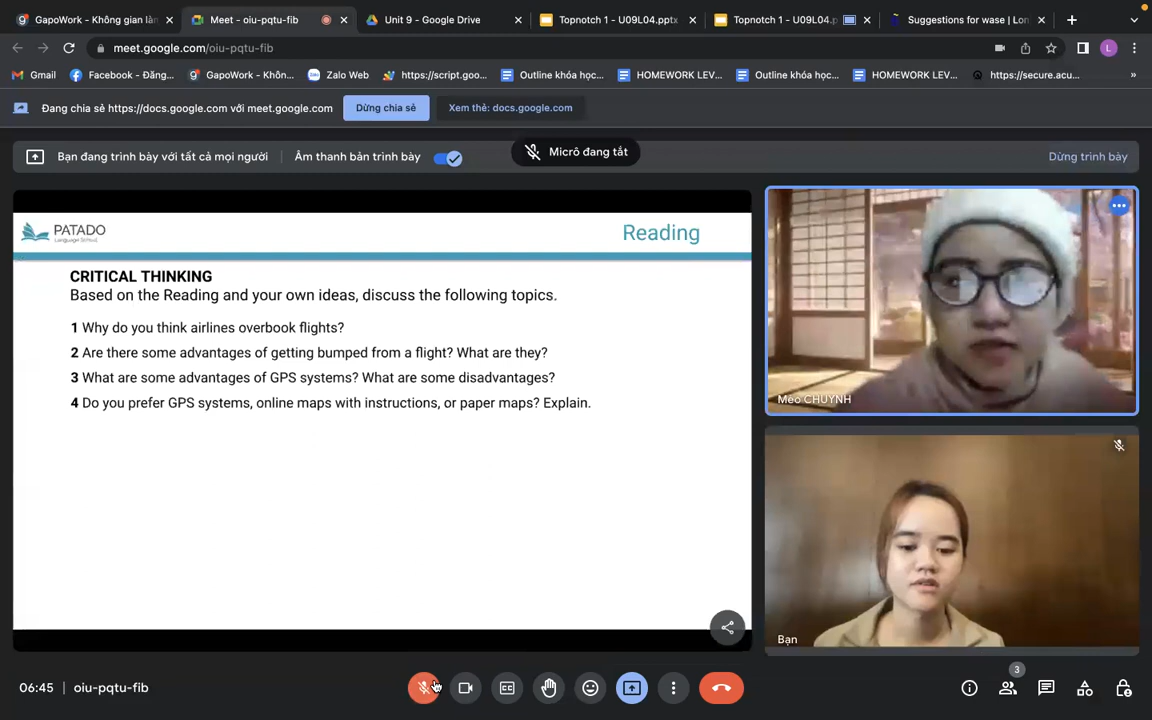 GapoWork - Không gian làn
Meet - oiu-pqtu-fib
Unit 9 - Google Drive
Topnotch 1 - U09L04.pptx
Topnotch 1 - U09L04.p
Suggestions for wase | Lon
meet.google.com/oiu-pqtu-fib
L
Gmail
Facebook - Đăng...
GapoWork - Khôn...
Zalo Web
https://script.goo...
Outline khóa học...
HOMEWORK LEV...
Outline khóa học...
HOMEWORK LEV...
https://secure.acu...
»
Đang chia sẻ https://docs.google.com với meet.google.com
Dừng chia sẻ
Xem thẻ: docs.google.com
Bạn đang trình bày với tất cả mọi người
Âm thanh bản trình bày
Micrô đang tắt
Dừng trình bày
PATADO
Language School
Reading
CRITICAL THINKING
Based on the Reading and your own ideas, discuss the following topics.
1 Why do you think airlines overbook flights?
2 Are there some advantages of getting bumped from a flight? What are they?
3 What are some advantages of GPS systems? What are some disadvantages?
4 Do you prefer GPS systems, online maps with instructions, or paper maps? Explain.
Mèo CHUYNH
Bạn
06:45 | oiu-pqtu-fib
3